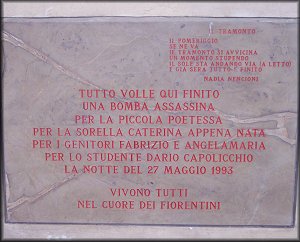 TRAMONTO
IL POMERIGGIO
SE NE VA
IL TRAMONTO SI AVVICINA
UN MOMENTO STUPENDO
IL SOLE STA ANDANDO VIA (A LETTO)
È GIÀ SERA TUTTO È FINITO
NADIA NENCIONI
TUTTO VOLLE QUI FINITO
UNA BOMBA ASSASSINA
PER LA PICCOLA POETESSA
PER LA SORELLA CATERINA APPENA NATA
PER I GENITORI FABRIZIO E ANGELAMARIA
PER LO STUDENTE DARIO CAPOLICCHIO
LA NOTTE DEL 27 MAGGIO 1993
VIVONO TUTTI
NEL CUORE DEI FIORENTINI